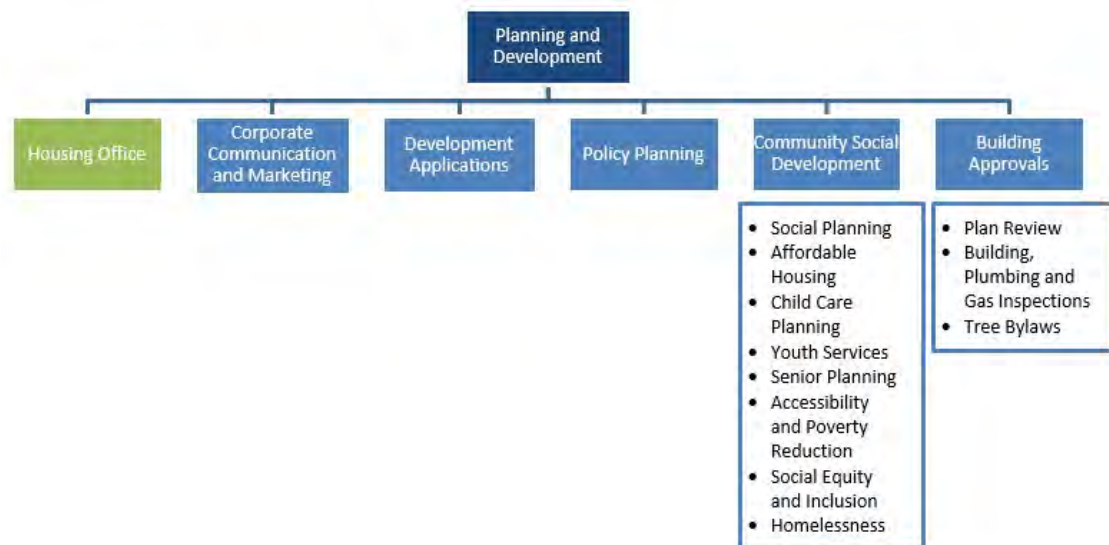 Planning and
Development
Housing Office
Corporate
Communication
and Marketing
Development
Applications
Policy Planning
Community Social
Development
Building
Approvals
• Social Planning
• Affordable
Housing
• Child Care
Planning
• Youth Services
• Senior Planning
• Accessibility
and Poverty
Reduction
• Social Equity
and Inclusion
• Homelessness
• Plan Review
• Building,
Plumbing and
Gas Inspections
• Tree Bylaws